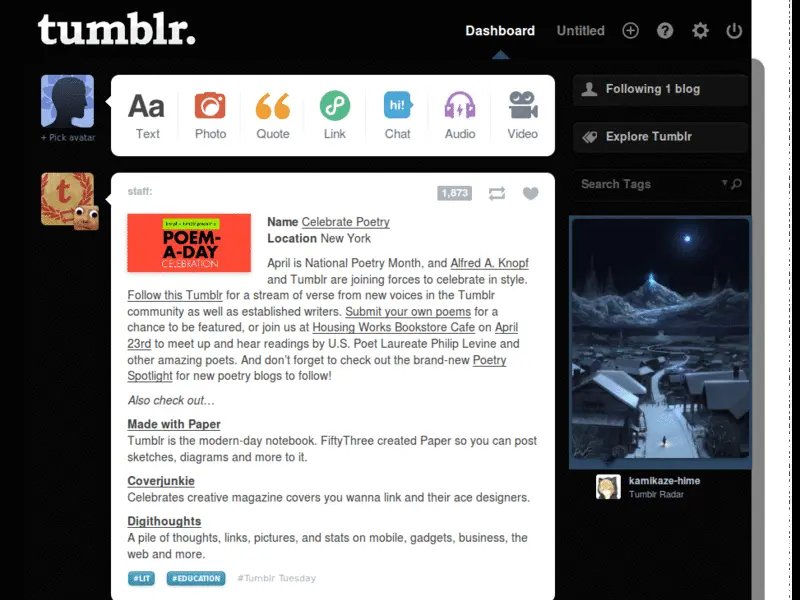 tumblr.
Dashboard
Untitled
+ Pick avatar
Aa
Text
Photo
Quote
Link
hi!
Chat
Audio
Video
Following 1 blog
Explore Tumblr
Search Tags
staff:
1,873
POEM-
A-DAY
CELEBRATION
Name Celebrate Poetry
Location New York
April is National Poetry Month, and Alfred A. Knopf
and Tumblr are joining forces to celebrate in style.
Follow this Tumblr for a stream of verse from new voices in the Tumblr
community as well as established writers. Submit your own poems for a
chance to be featured, or join us at Housing Works Bookstore Cafe on April
23rd to meet up and hear readings by U.S. Poet Laureate Philip Levine and
other amazing poets. And don’t forget to check out the brand-new Poetry
Spotlight for new poetry blogs to follow!
Also check out…
Made with Paper
Tumblr is the modern-day notebook. FiftyThree created Paper so you can post
sketches, diagrams and more to it.
Coverjunkie
Celebrates creative magazine covers you wanna link and their ace designers.
Digithoughts
A pile of thoughts, links, pictures, and stats on mobile, gadgets, business, the
web and more.
#LIT
#EDUCATION
#Tumblr Tuesday
kamikaze-hime
Tumblr Radar